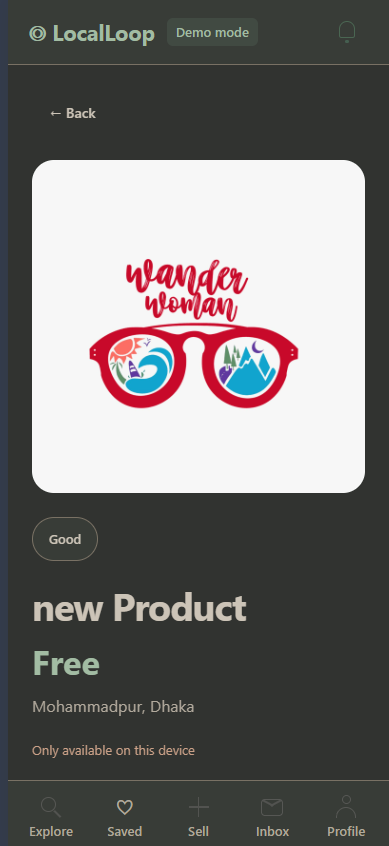 LocalLoop Demo mode
← Back
wander
woman
Good
new Product
Free
Mohammadpur, Dhaka
Only available on this device
Explore Saved Sell Inbox Profile